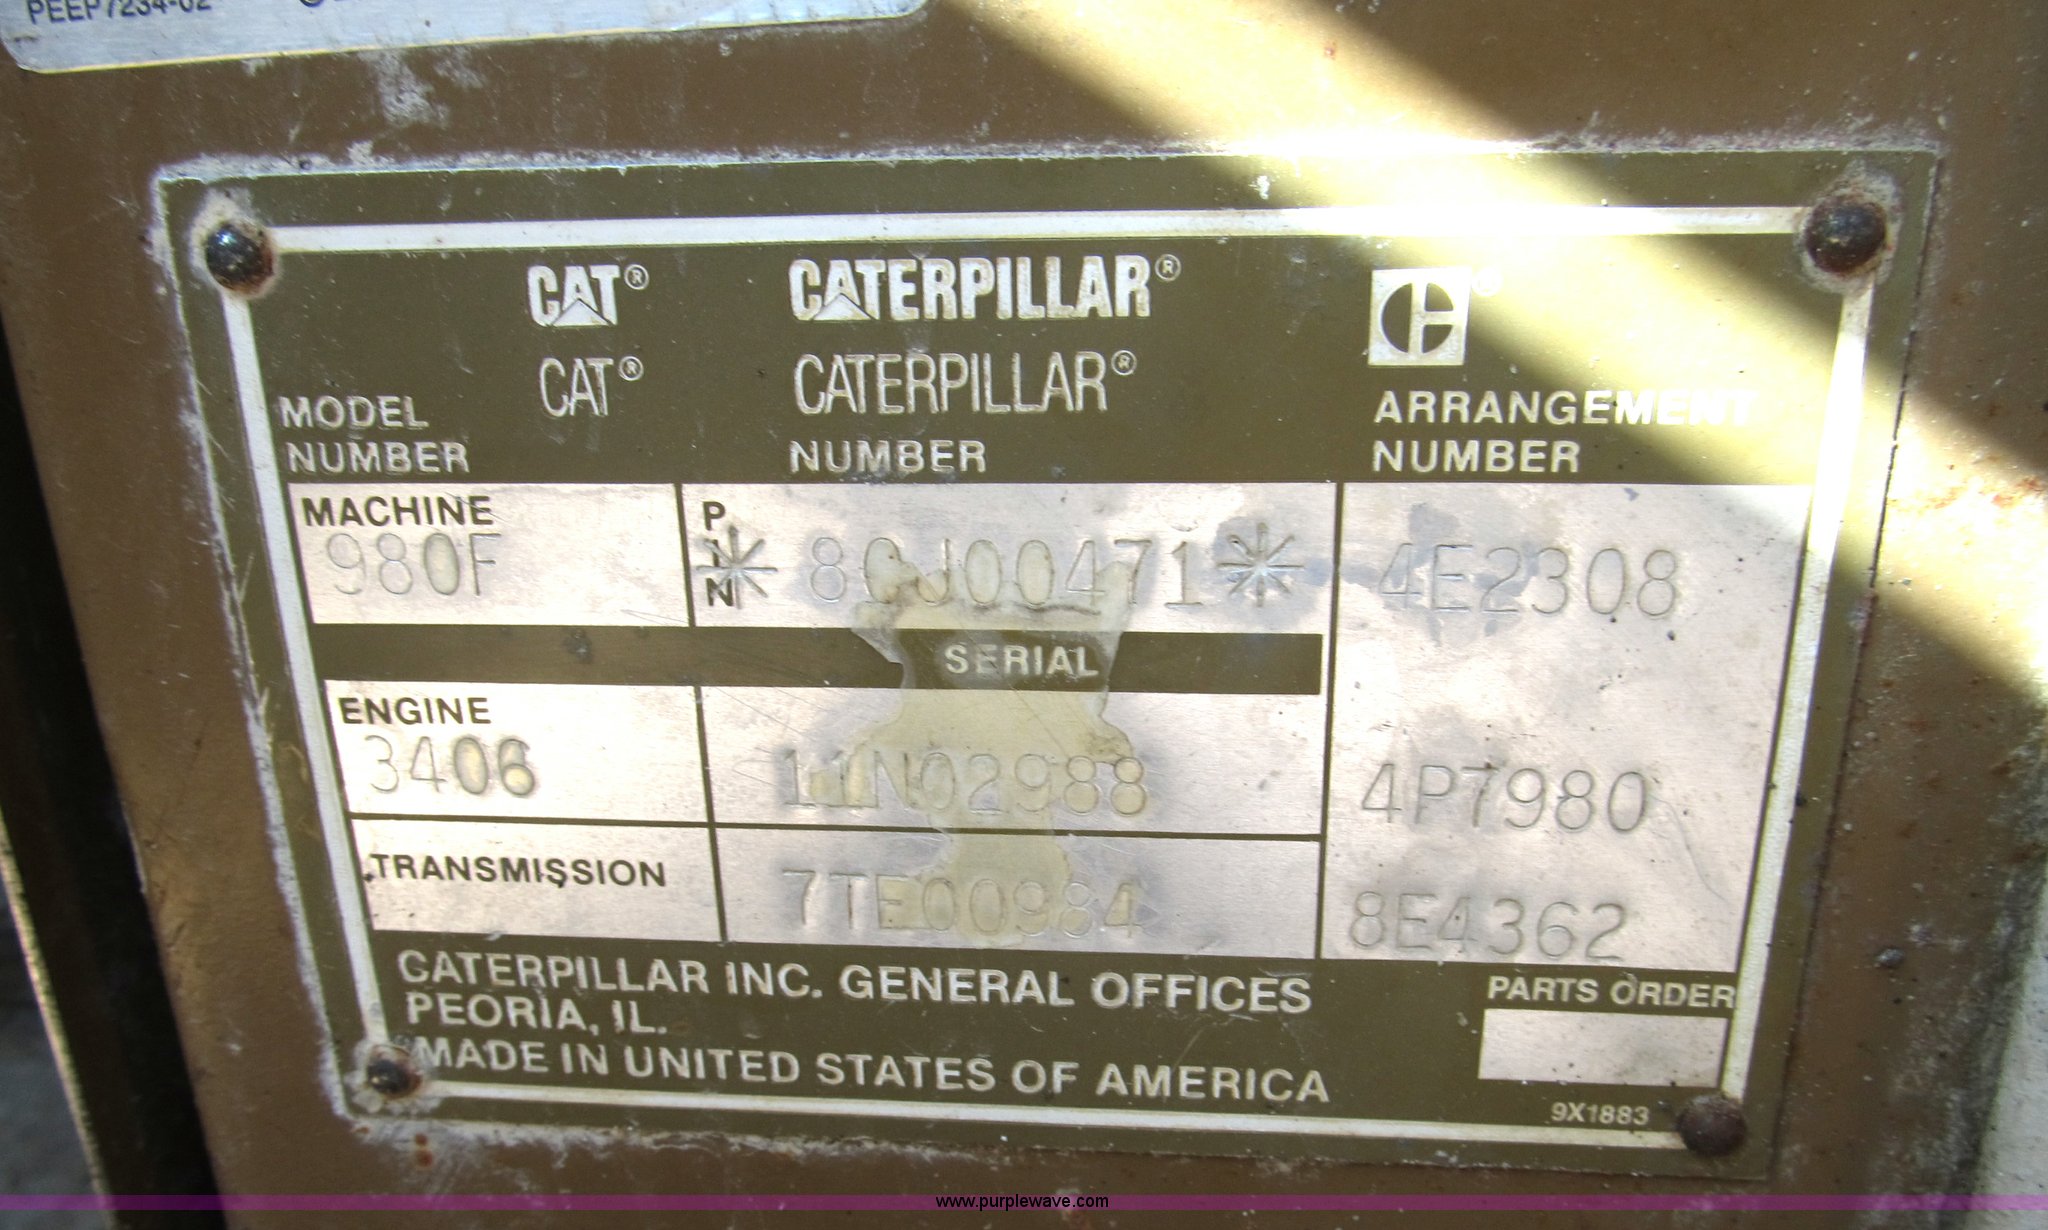 PEEP7234-02
CAT® CATERPILLAR®
CAT® CATERPILLAR®
MODEL NUMBER NUMBER ARRANGEMENT NUMBER
MACHINE PIN
980F *8CJ00471* 4E2308
SERIAL
ENGINE
3406 11N02988 4P7980
TRANSMISSION 7TE00984 8E4362
CATERPILLAR INC. GENERAL OFFICES
PEORIA, IL.
PARTS ORDER
MADE IN UNITED STATES OF AMERICA
9X1883
www.purplewave.com